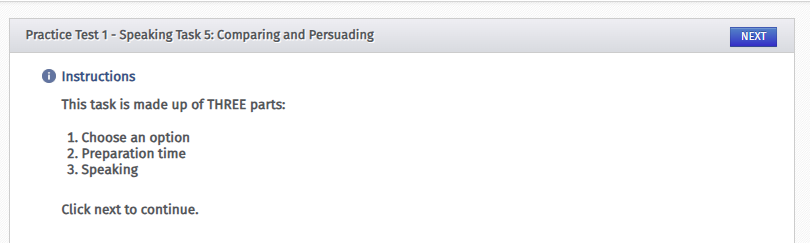 Practice Test 1 - Speaking Task 5: Comparing and Persuading
NEXT
Instructions
This task is made up of THREE parts:
1. Choose an option
2. Preparation time
3. Speaking
Click next to continue.